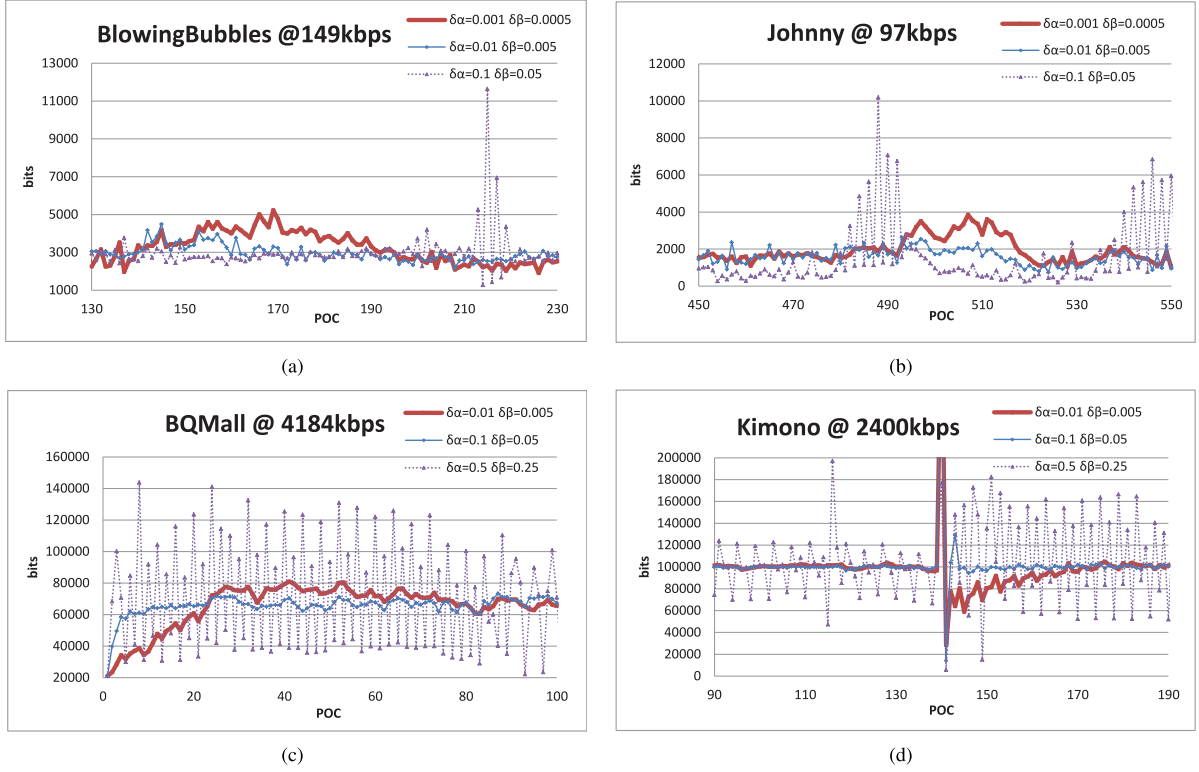 BlowingBubbles @149kbps
δα=0.001 δβ=0.0005
δα=0.01 δβ=0.005
δα=0.1 δβ=0.05
13000
11000
9000
7000
5000
3000
1000
bits
130 150 170 190 210 230
POC
(a)
Johnny @ 97kbps
δα=0.001 δβ=0.0005
δα=0.01 δβ=0.005
δα=0.1 δβ=0.05
12000
10000
8000
6000
4000
2000
0
bits
450 470 490 510 530 550
POC
(b)
BQMall @ 4184kbps
δα=0.01 δβ=0.005
δα=0.1 δβ=0.05
δα=0.5 δβ=0.25
160000
140000
120000
100000
80000
60000
40000
20000
bits
0 20 40 60 80 100
POC
(c)
Kimono @ 2400kbps
δα=0.01 δβ=0.005
δα=0.1 δβ=0.05
δα=0.5 δβ=0.25
200000
180000
160000
140000
120000
100000
80000
60000
40000
20000
0
bits
90 110 130 150 170 190
POC
(d)